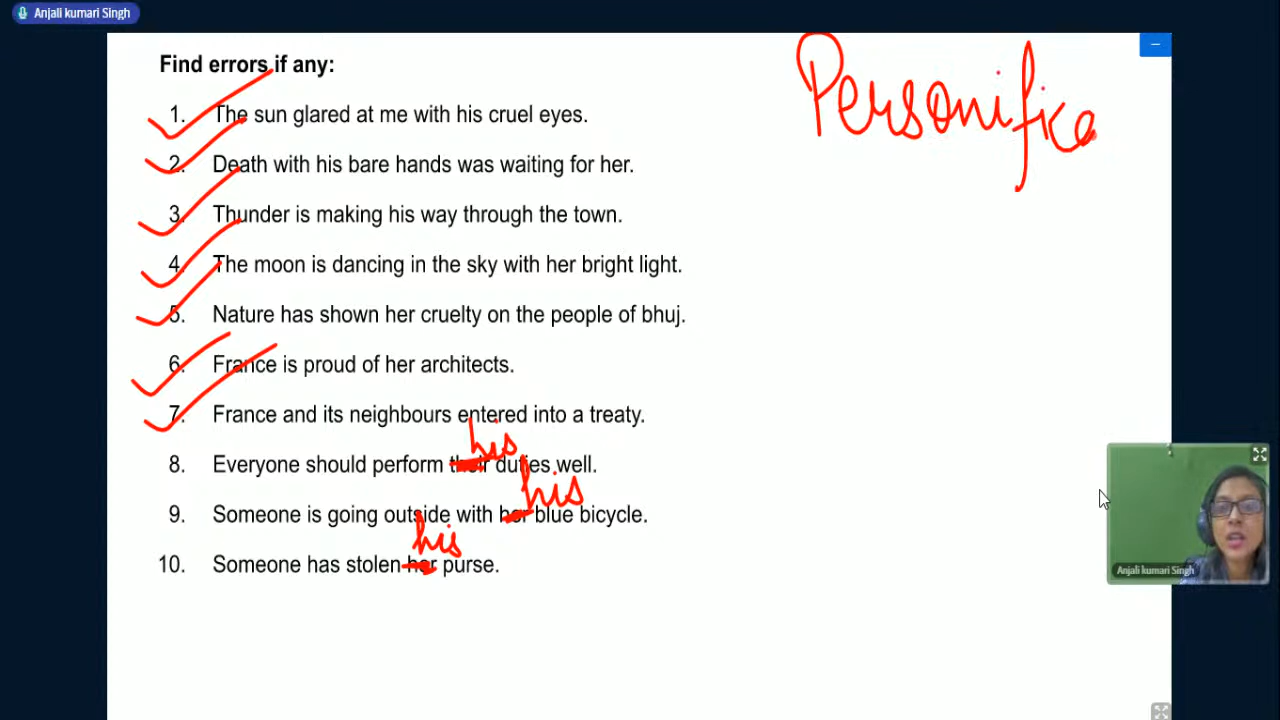 Anjali kumari Singh
Find errors if any:
Personifica
1. The sun glared at me with his cruel eyes.
2. Death with his bare hands was waiting for her.
3. Thunder is making his way through the town.
4. The moon is dancing in the sky with her bright light.
5. Nature has shown her cruelty on the people of bhuj.
6. France is proud of her architects.
7. France and its neighbours entered into a treaty.
his
8. Everyone should perform their duties well.
his
9. Someone is going outside with her blue bicycle.
his
10. Someone has stolen her purse.
Anjali kumari Singh